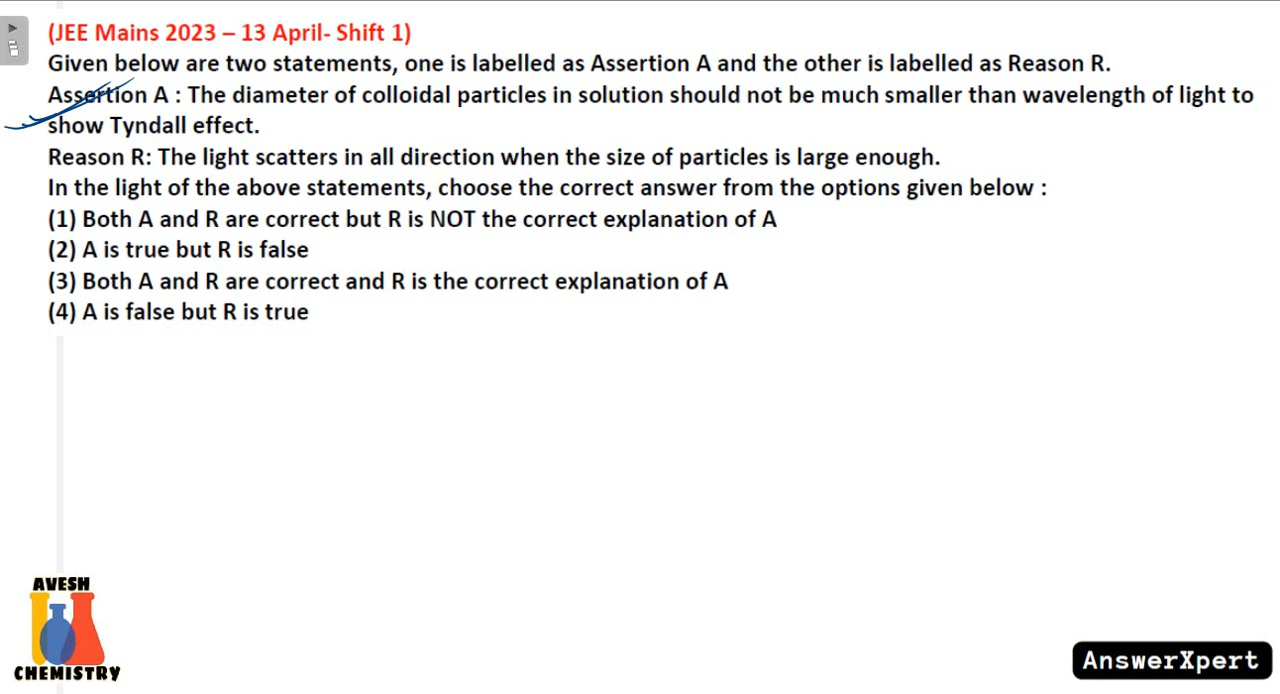 (JEE Mains 2023 – 13 April- Shift 1)
Given below are two statements, one is labelled as Assertion A and the other is labelled as Reason R.
Assertion A : The diameter of colloidal particles in solution should not be much smaller than wavelength of light to
show Tyndall effect.
Reason R: The light scatters in all direction when the size of particles is large enough.
In the light of the above statements, choose the correct answer from the options given below :
(1) Both A and R are correct but R is NOT the correct explanation of A
(2) A is true but R is false
(3) Both A and R are correct and R is the correct explanation of A
(4) A is false but R is true
AVESH
CHEMISTRY
AnswerXpert